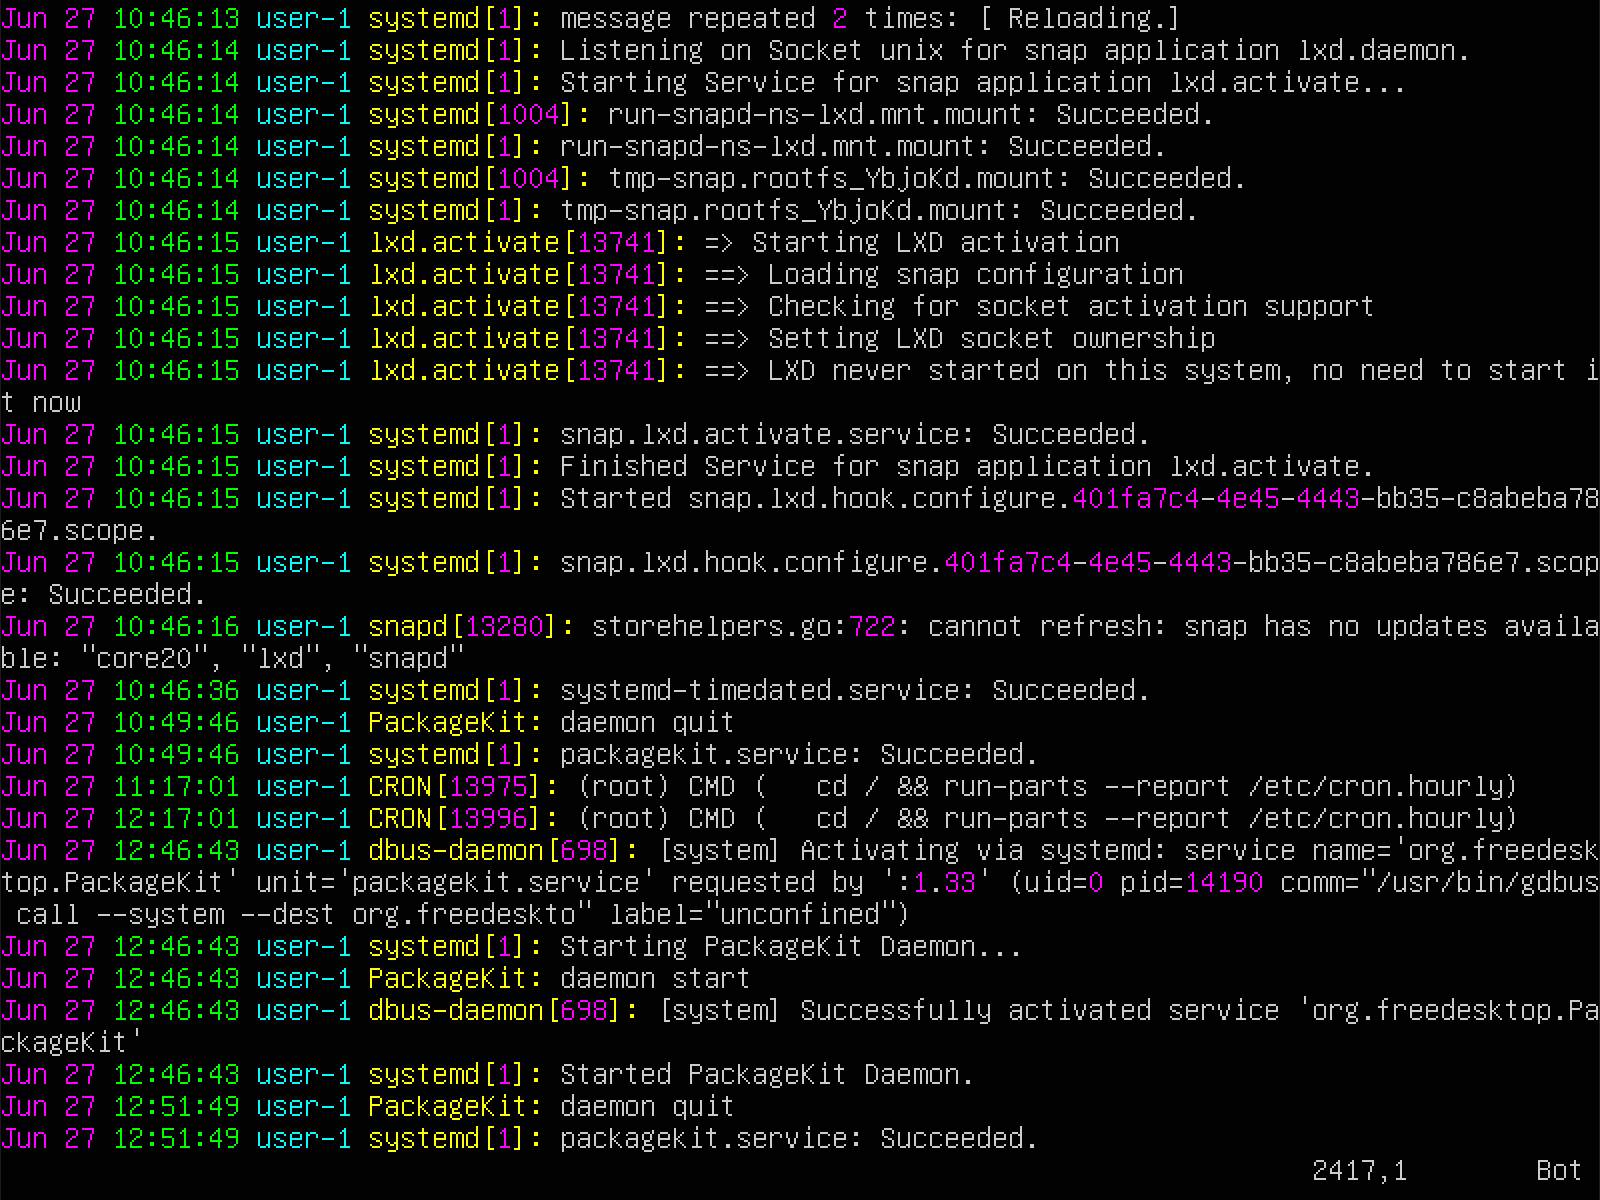 Jun 27 10:46:13 user-1 systemd[1]: message repeated 2 times: [ Reloading.]
Jun 27 10:46:14 user-1 systemd[1]: Listening on Socket unix for snap application lxd.daemon.
Jun 27 10:46:14 user-1 systemd[1]: Starting Service for snap application lxd.activate...
Jun 27 10:46:14 user-1 systemd[1004]: run-snapd-ns-lxd.mnt.mount: Succeeded.
Jun 27 10:46:14 user-1 systemd[1]: run-snapd-ns-lxd.mnt.mount: Succeeded.
Jun 27 10:46:14 user-1 systemd[1004]: tmp-snap.rootfs_YbjoKd.mount: Succeeded.
Jun 27 10:46:14 user-1 systemd[1]: tmp-snap.rootfs_YbjoKd.mount: Succeeded.
Jun 27 10:46:15 user-1 lxd.activate[13741]: => Starting LXD activation
Jun 27 10:46:15 user-1 lxd.activate[13741]: ==> Loading snap configuration
Jun 27 10:46:15 user-1 lxd.activate[13741]: ==> Checking for socket activation support
Jun 27 10:46:15 user-1 lxd.activate[13741]: ==> Setting LXD socket ownership
Jun 27 10:46:15 user-1 lxd.activate[13741]: ==> LXD never started on this system, no need to start i
t now
Jun 27 10:46:15 user-1 systemd[1]: snap.lxd.activate.service: Succeeded.
Jun 27 10:46:15 user-1 systemd[1]: Finished Service for snap application lxd.activate.
Jun 27 10:46:15 user-1 systemd[1]: Started snap.lxd.hook.configure.401fa7c4-4e45-4443-bb35-c8abeba78
6e7.scope.
Jun 27 10:46:15 user-1 systemd[1]: snap.lxd.hook.configure.401fa7c4-4e45-4443-bb35-c8abeba786e7.scop
e: Succeeded.
Jun 27 10:46:16 user-1 snapd[13280]: storehelpers.go:722: cannot refresh: snap has no updates availa
ble: "core20", "lxd", "snapd"
Jun 27 10:46:36 user-1 systemd[1]: systemd-timedated.service: Succeeded.
Jun 27 10:49:46 user-1 PackageKit: daemon quit
Jun 27 10:49:46 user-1 systemd[1]: packagekit.service: Succeeded.
Jun 27 11:17:01 user-1 CRON[13975]: (root) CMD (   cd / && run-parts --report /etc/cron.hourly)
Jun 27 12:17:01 user-1 CRON[13996]: (root) CMD (   cd / && run-parts --report /etc/cron.hourly)
Jun 27 12:46:43 user-1 dbus-daemon[698]: [system] Activating via systemd: service name='org.freedesk
top.PackageKit' unit='packagekit.service' requested by ':1.33' (uid=0 pid=14190 comm="/usr/bin/gdbus
 call --system --dest org.freedeskto" label="unconfined")
Jun 27 12:46:43 user-1 systemd[1]: Starting PackageKit Daemon...
Jun 27 12:46:43 user-1 PackageKit: daemon start
Jun 27 12:46:43 user-1 dbus-daemon[698]: [system] Successfully activated service 'org.freedesktop.Pa
ckageKit'
Jun 27 12:46:43 user-1 systemd[1]: Started PackageKit Daemon.
Jun 27 12:51:49 user-1 PackageKit: daemon quit
Jun 27 12:51:49 user-1 systemd[1]: packagekit.service: Succeeded.
2417,1 Bot